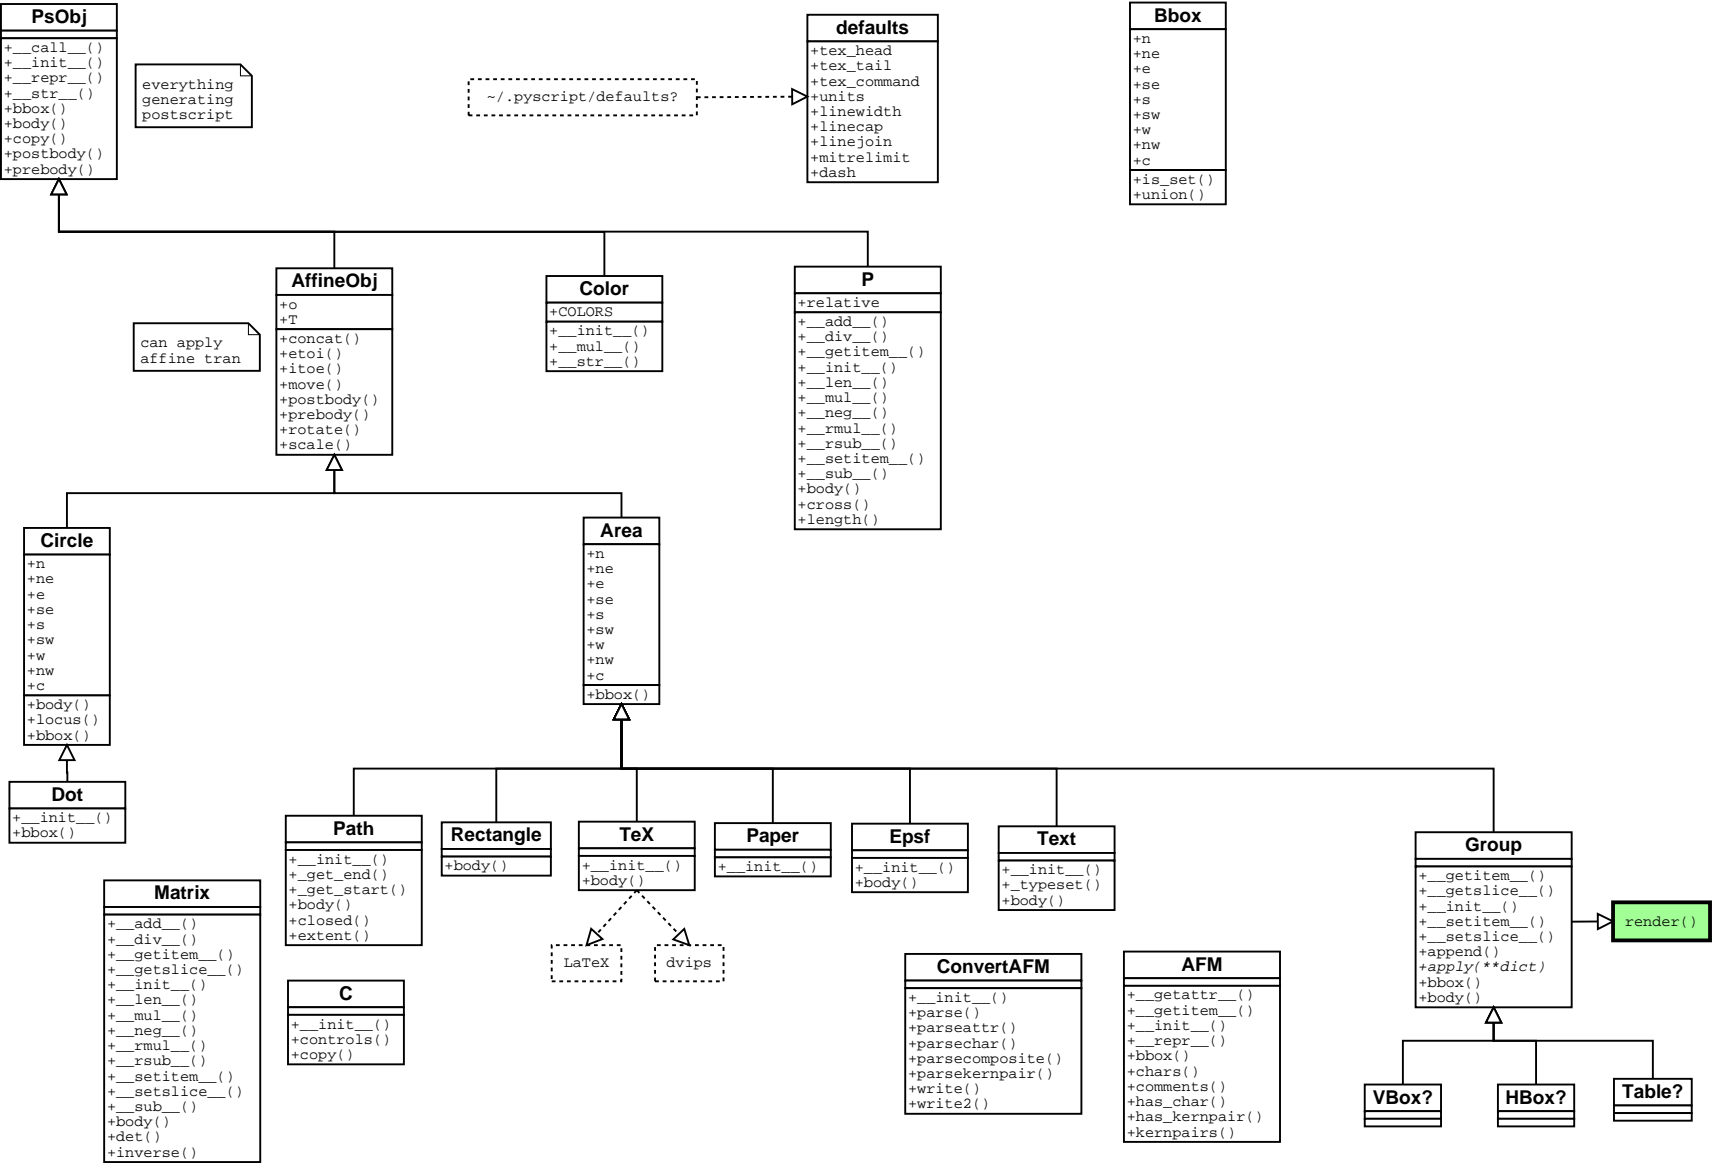 PsObj
+__call__()
+__init__()
+__repr__()
+__str__()
+bbox()
+body()
+copy()
+postbody()
+prebody()
everything
generating
postscript
~/.pyscript/defaults?
defaults
+tex_head
+tex_tail
+tex_command
+units
+linewidth
+linecap
+linejoin
+mitrelimit
+dash
Bbox
+n
+ne
+e
+se
+s
+sw
+w
+nw
+c
+is_set()
+union()
can apply
affine tran
AffineObj
+o
+T
+concat()
+etoi()
+itoe()
+move()
+postbody()
+prebody()
+rotate()
+scale()
Color
+COLORS
+__init__()
+__mul__()
+__str__()
P
+relative
+__add__()
+__div__()
+__getitem__()
+__init__()
+__len__()
+__mul__()
+__neg__()
+__rmul__()
+__rsub__()
+__setitem__()
+__sub__()
+body()
+cross()
+length()
Circle
+n
+ne
+e
+se
+s
+sw
+w
+nw
+c
+body()
+locus()
+bbox()
Area
+n
+ne
+e
+se
+s
+sw
+w
+nw
+c
+bbox()
Dot
+__init__()
+bbox()
Path
+__init__()
+_get_end()
+_get_start()
+body()
+closed()
+extent()
Rectangle
+body()
TeX
+__init__()
+body()
Paper
+__init__()
Epsf
+__init__()
+body()
Text
+__init__()
+_typeset()
+body()
Group
+__getitem__()
+__getslice__()
+__init__()
+__setitem__()
+__setslice__()
+append()
+apply(**dict)
+bbox()
+body()
render()
Matrix
+__add__()
+__div__()
+__getitem__()
+__getslice__()
+__init__()
+__len__()
+__mul__()
+__neg__()
+__rmul__()
+__rsub__()
+__setitem__()
+__setslice__()
+__sub__()
+body()
+det()
+inverse()
LaTeX
dvips
C
+__init__()
+controls()
+copy()
ConvertAFM
+__init__()
+parse()
+parseattr()
+parsechar()
+parsecomposite()
+parsekernpair()
+write()
+write2()
AFM
+__getattr__()
+__getitem__()
+__init__()
+__repr__()
+bbox()
+chars()
+comments()
+has_char()
+has_kernpair()
+kernpairs()
VBox?
HBox?
Table?